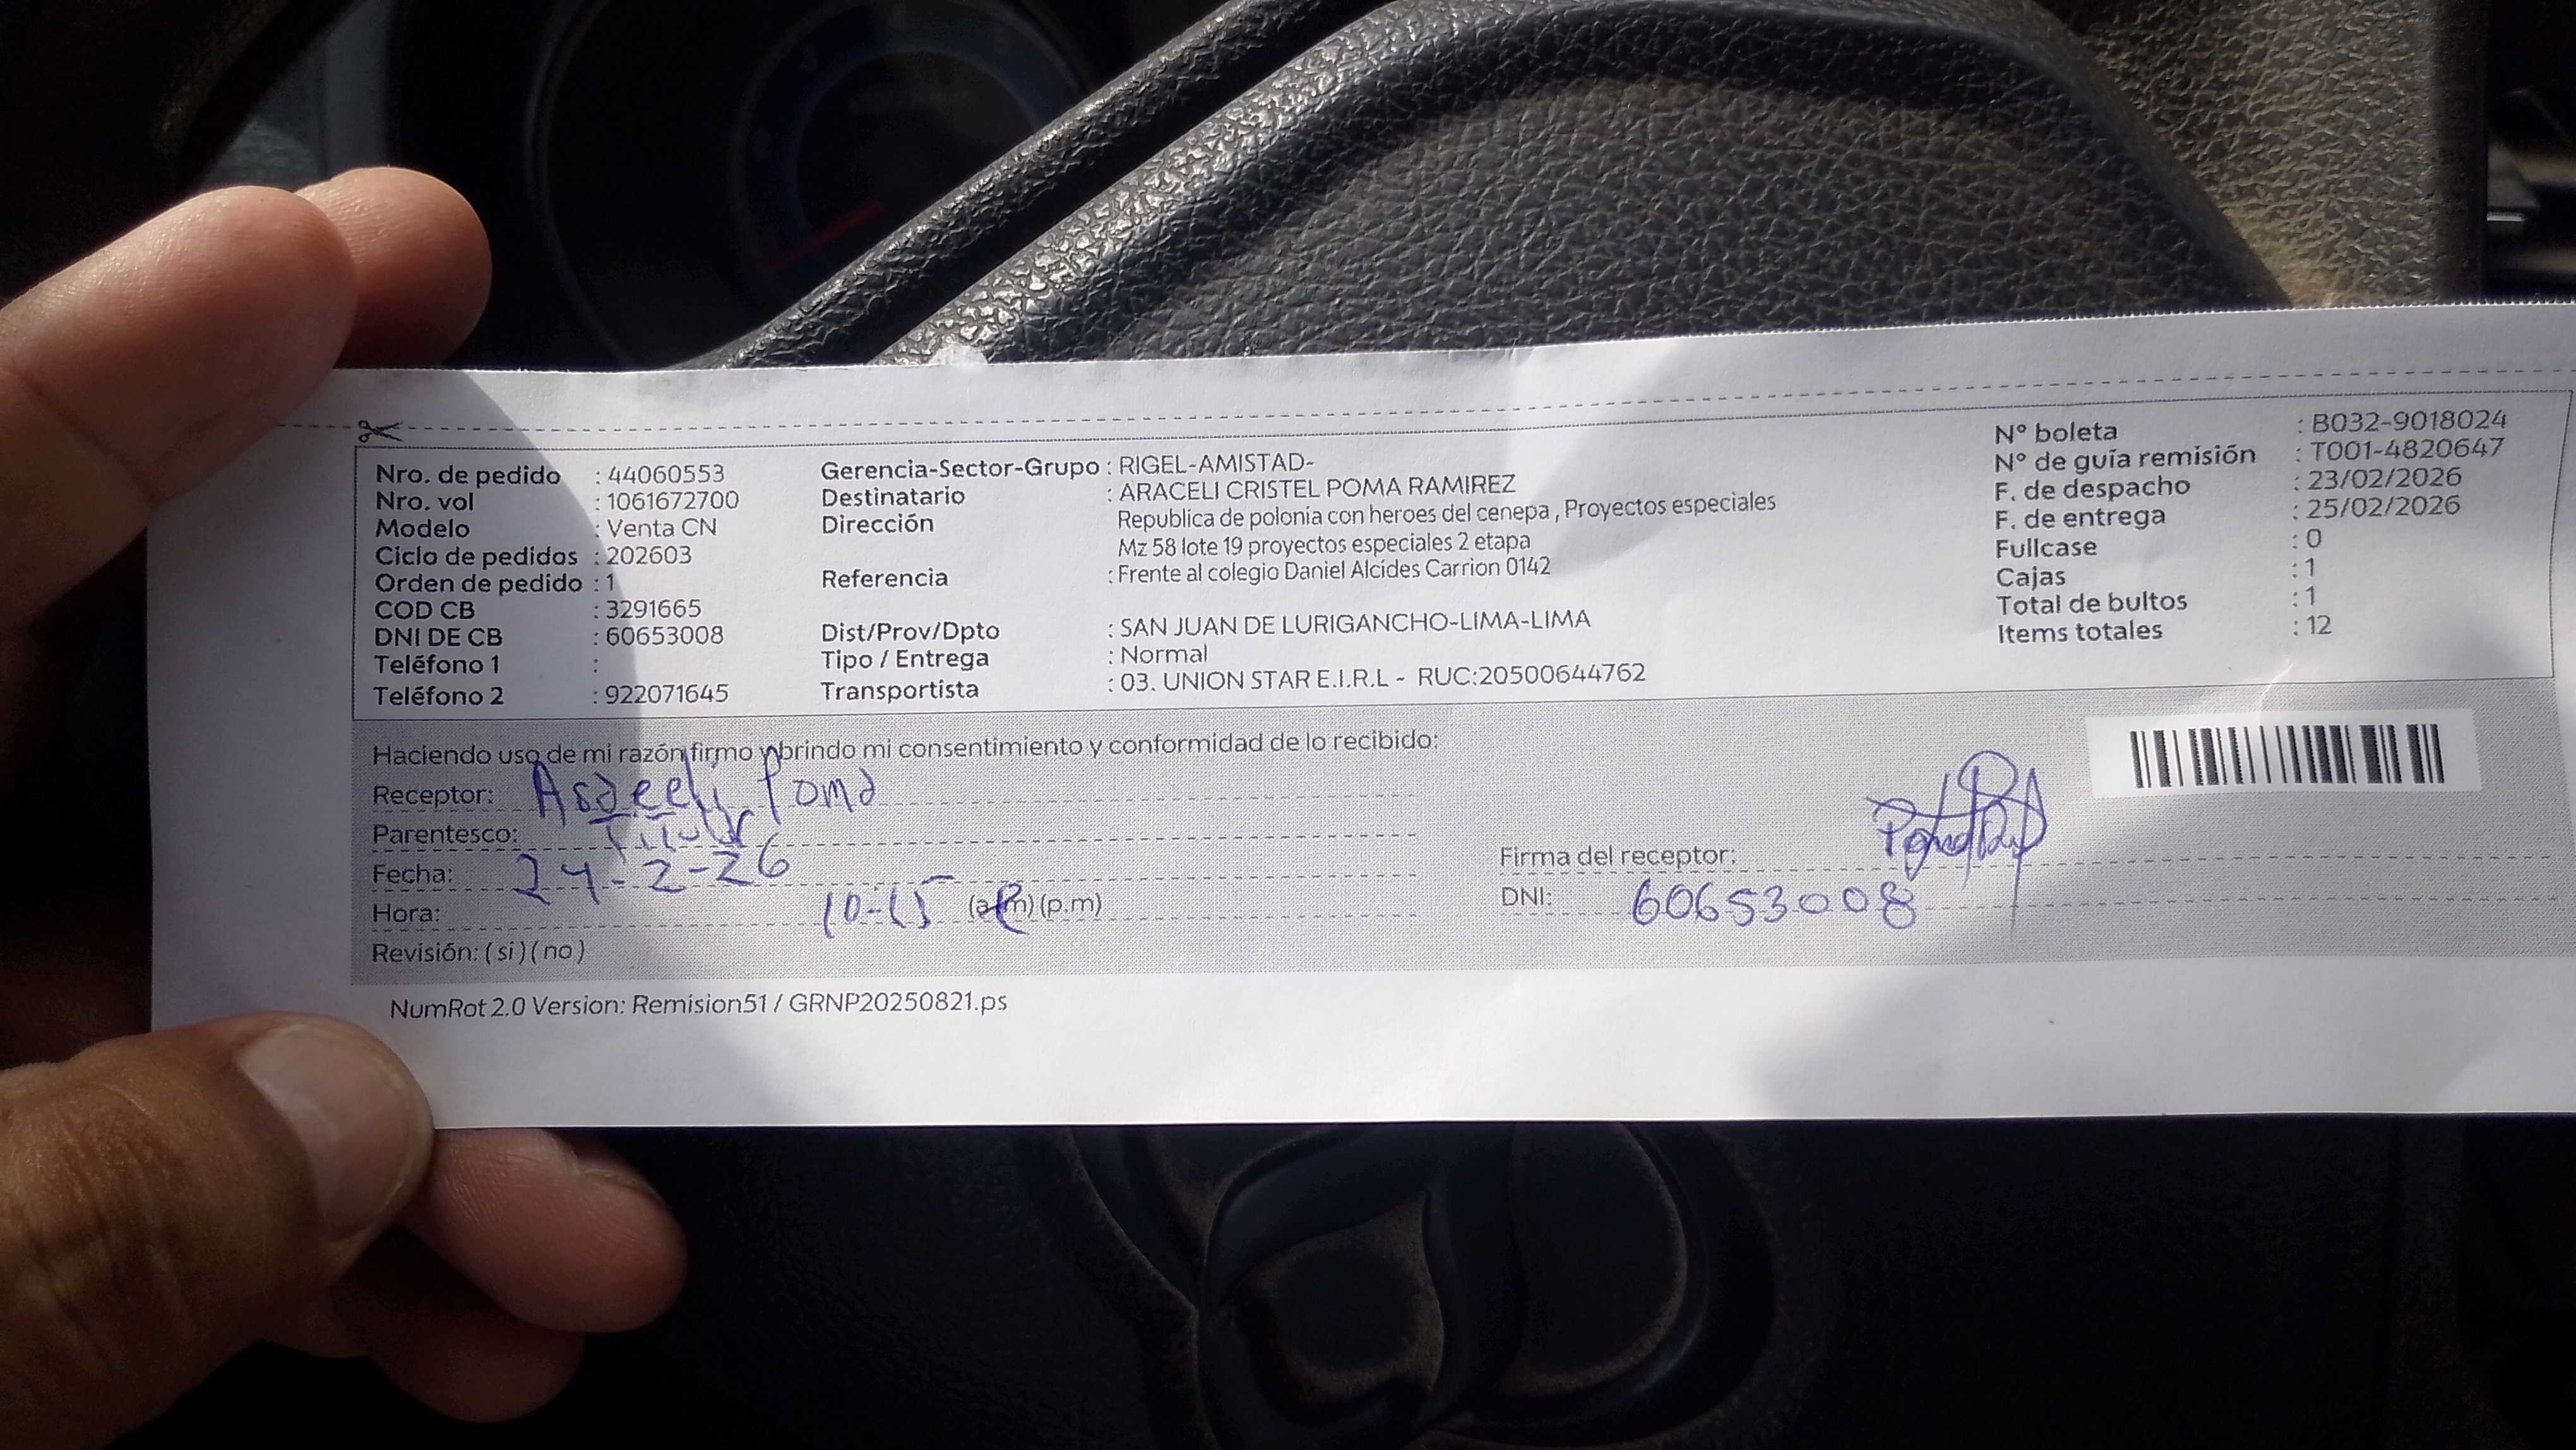 Nro. de pedido : 44060553
Nro. vol : 1061672700
Modelo : Venta CN
Ciclo de pedidos : 202603
Orden de pedido : 1
COD CB : 3291665
DNI DE CB : 60653008
Teléfono 1 :
Teléfono 2 : 922071645
Gerencia-Sector-Grupo : RIGEL-AMISTAD-
Destinatario : ARACELI CRISTEL POMA RAMIREZ
Dirección Republica de polonia con heroes del cenepa , Proyectos especiales
Mz 58 lote 19 proyectos especiales 2 etapa
Referencia : Frente al colegio Daniel Alcides Carrion 0142
Dist/Prov/Dpto : SAN JUAN DE LURIGANCHO-LIMA-LIMA
Tipo / Entrega : Normal
Transportista : 03. UNION STAR E.I.R.L - RUC:20500644762
N° boleta : B032-9018024
N° de guía remisión : T001-4820647
F. de despacho : 23/02/2026
F. de entrega : 25/02/2026
Fullcase : 0
Cajas : 1
Total de bultos : 1
Items totales : 12
Haciendo uso de mi razón firmo y brindo mi consentimiento y conformidad de lo recibido:
Receptor: Araceli Poma
Parentesco: Titular
Fecha: 24-2-26
Hora: 10-15 (a.m) (p.m)
Revisión: ( si ) ( no )
Firma del receptor:
DNI: 60653008
NumRot 2.0 Version: Remision51 / GRNP20250821.ps